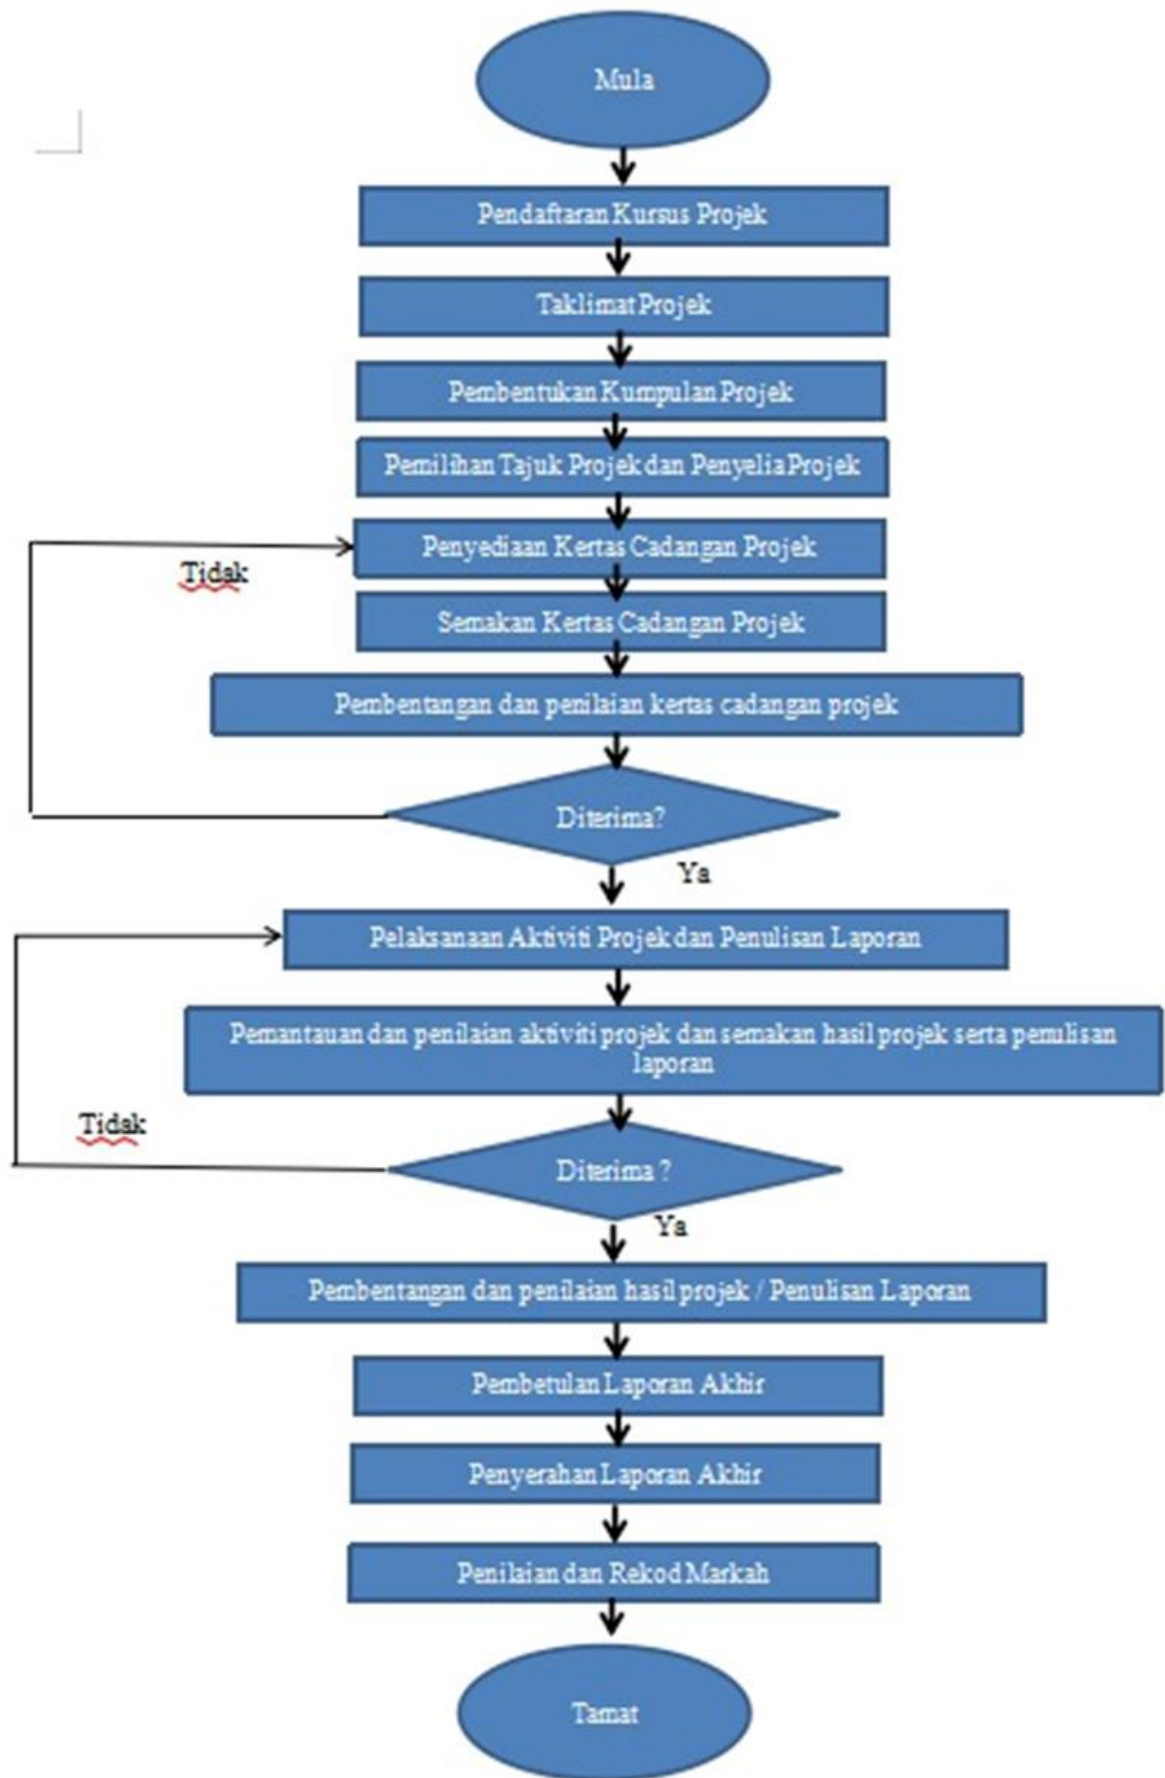 Mula
Pendaftaran Kursus Projek
Taklimat Projek
Pembentukan Kumpulan Projek
Pemilihan Tajuk Projek dan Penyelia Projek
Penyediaan Kertas Cadangan Projek
Tidak
Semakan Kertas Cadangan Projek
Pembentangan dan penilaian kertas cadangan projek
Diterima?
Ya
Pelaksanaan Aktiviti Projek dan Penulisan Laporan
Pemantauan dan penilaian aktiviti projek dan semakan hasil projek serta penulisan
laporan
Tidak
Diterima ?
Ya
Pembentangan dan penilaian hasil projek / Penulisan Laporan
Pembetulan Laporan Akhir
Penyerahan Laporan Akhir
Penilaian dan Rekod Markah
Tamat